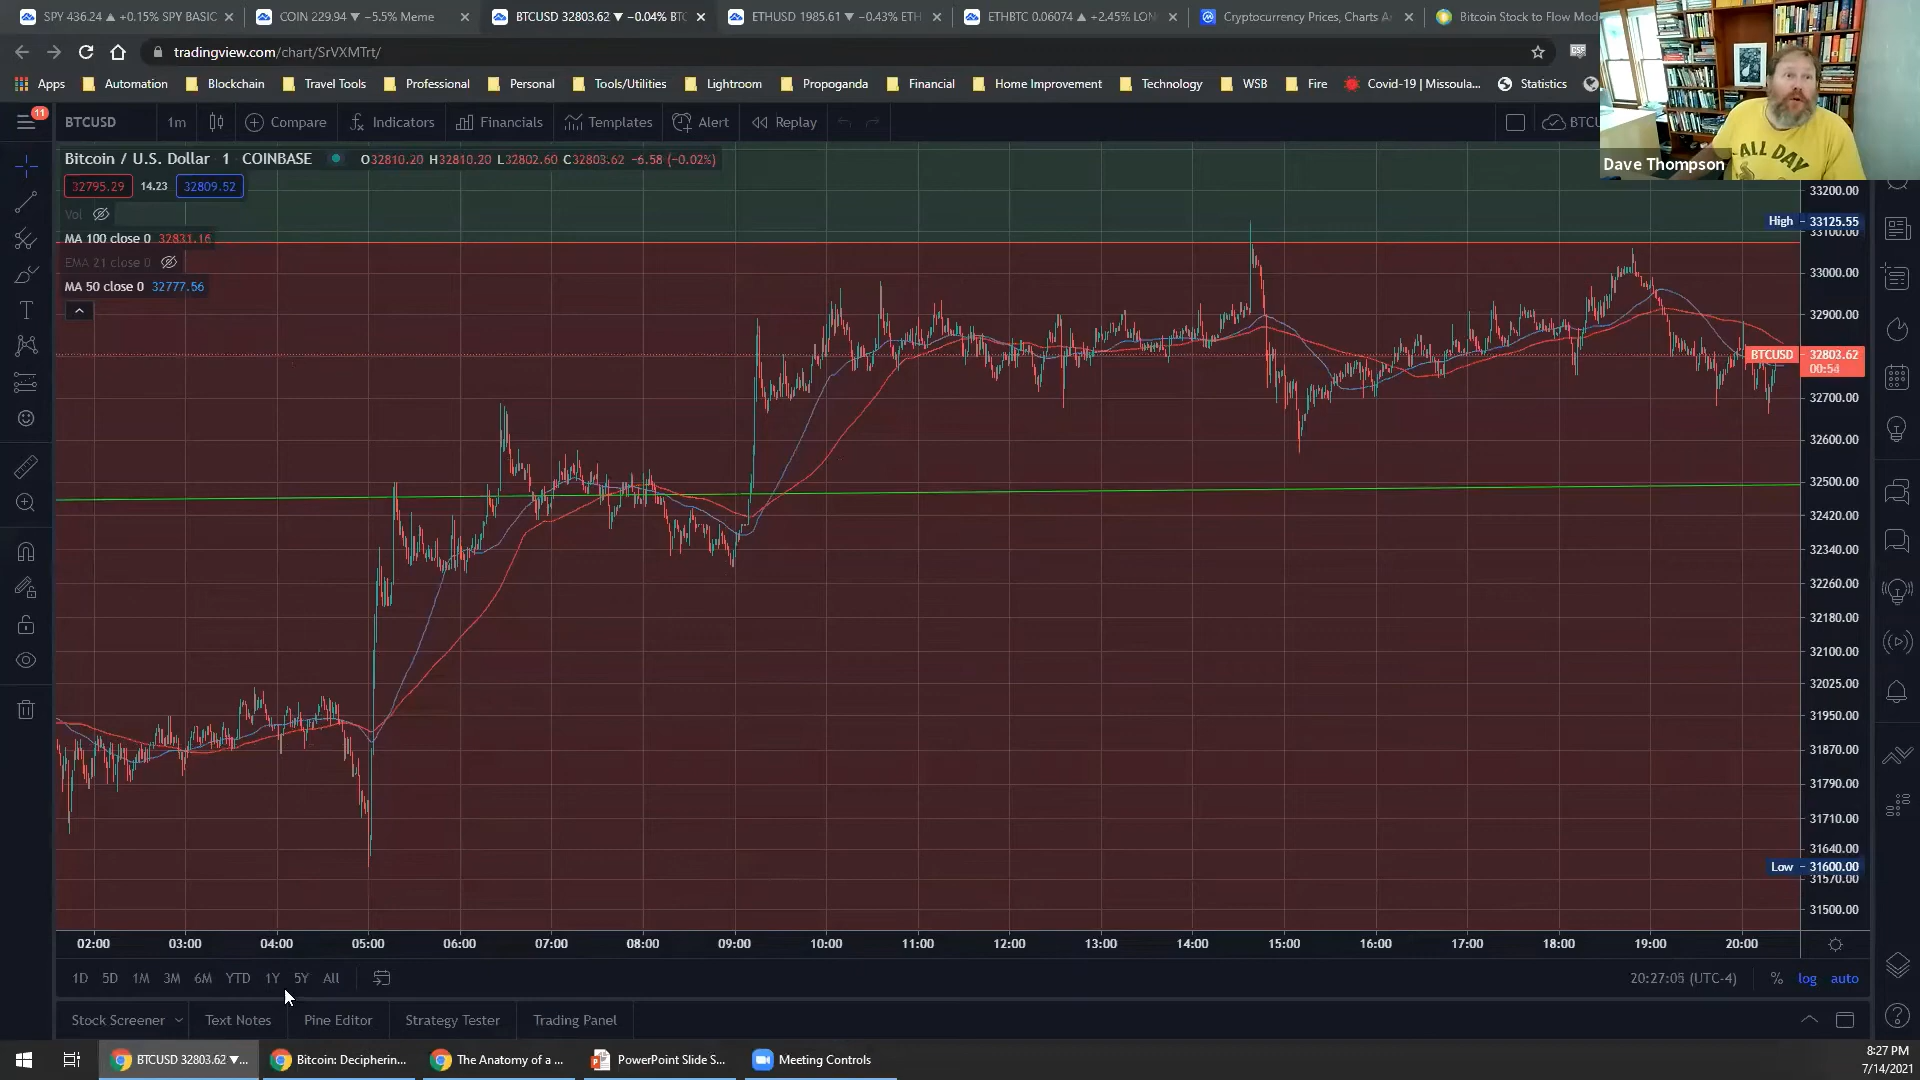 SPY 436.24 ▲ +0.15% SPY BASIC
COIN 229.94 ▼ −5.5% Meme
BTCUSD 32803.62 ▼ −0.04% BTC
ETHUSD 1985.61 ▼ −0.43% ETH
ETHBTC 0.06074 ▲ +2.45% LON
Cryptocurrency Prices, Charts A
Bitcoin Stock to Flow Mod
tradingview.com/chart/SrVXMTrt/
Apps Automation Blockchain Travel Tools Professional Personal Tools/Utilities Lightroom Propoganda Financial Home Improvement Technology WSB Fire Covid-19 | Missoula... Statistics
11
BTCUSD 1m Compare Indicators Financials Templates Alert Replay BTCU
ALL DAY
Dave Thompson
Bitcoin / U.S. Dollar 1 COINBASE O32810.20 H32810.20 L32802.60 C32803.62 −6.58 (−0.02%)
32795.29 14.23 32809.52
Vol
MA 100 close 0 32831.16
EMA 21 close 0
MA 50 close 0 32777.56
33200.00
High 33125.55
33100.00
33000.00
32900.00
BTCUSD 32803.62
00:54
32700.00
32600.00
32500.00
32420.00
32340.00
32260.00
32180.00
32100.00
32025.00
31950.00
31870.00
31790.00
31710.00
31640.00
Low 31600.00
31570.00
31500.00
02:00 03:00 04:00 05:00 06:00 07:00 08:00 09:00 10:00 11:00 12:00 13:00 14:00 15:00 16:00 17:00 18:00 19:00 20:00
1D 5D 1M 3M 6M YTD 1Y 5Y All 20:27:05 (UTC-4) % log auto
Stock Screener Text Notes Pine Editor Strategy Tester Trading Panel
BTCUSD 32803.62 ▼... Bitcoin: Decipherin... The Anatomy of a ... PowerPoint Slide S... Meeting Controls
8:27 PM
7/14/2021